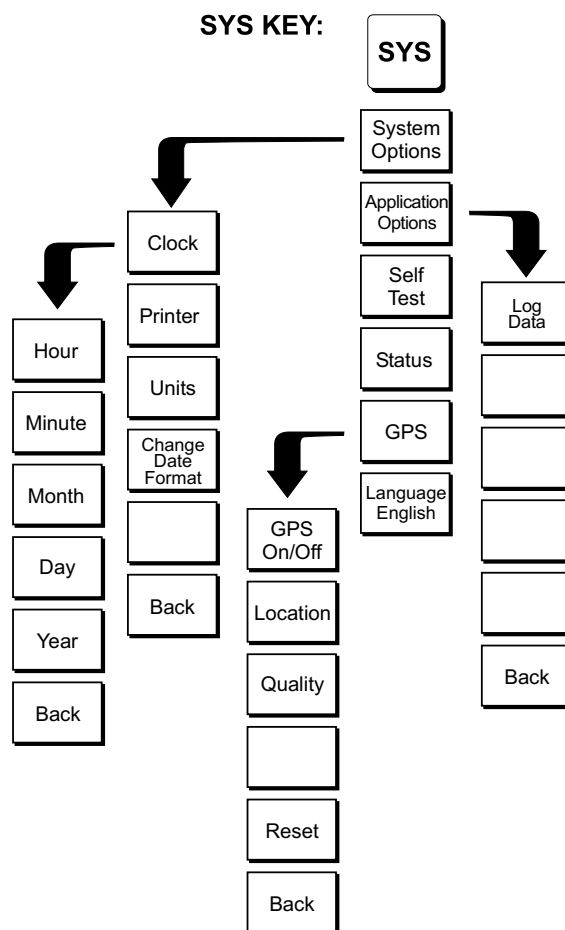 SYS KEY:
SYS
System
Options
Application
Options
Self
Test
Status
GPS
Language
English
Clock
Printer
Units
Change
Date
Format
Back
Hour
Minute
Month
Day
Year
Back
GPS
On/Off
Location
Quality
Reset
Back
Log
Data
Back